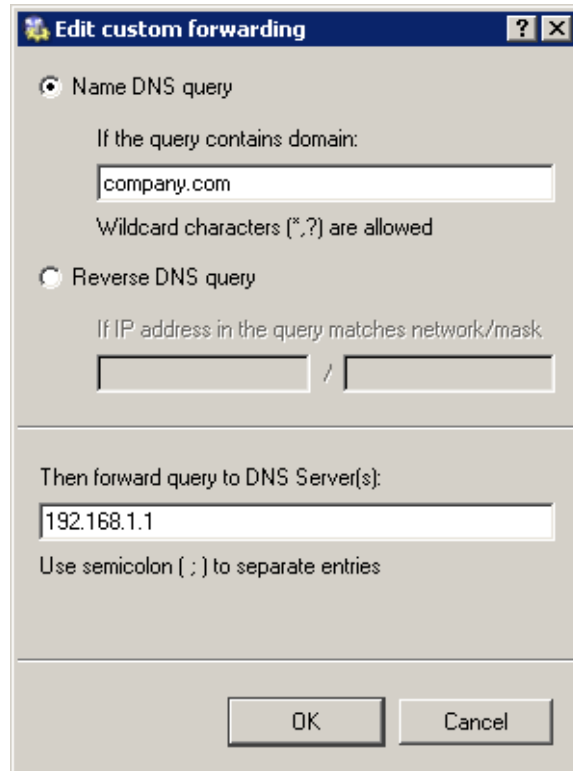 Edit custom forwarding
Name DNS query
If the query contains domain:
company.com
Wildcard characters (*,?) are allowed
Reverse DNS query
If IP address in the query matches network/mask
/
Then forward query to DNS Server(s):
192.168.1.1
Use semicolon ( ; ) to separate entries
OK Cancel